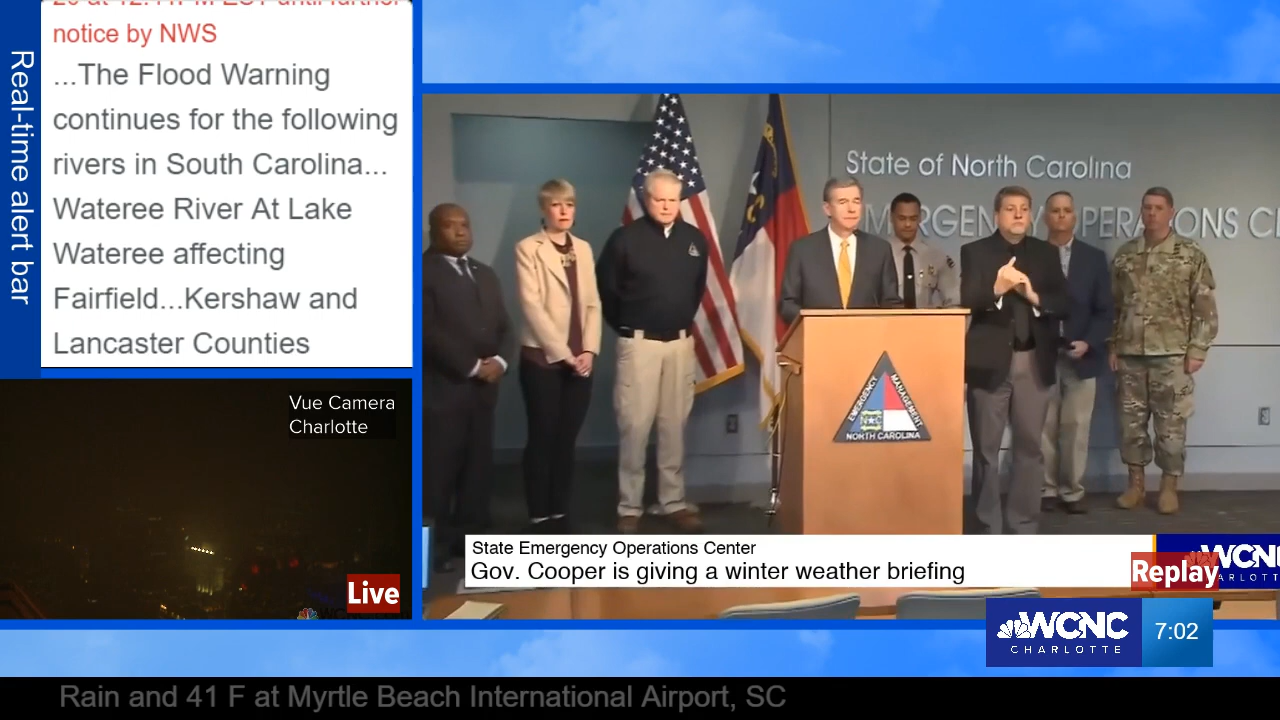 notice by NWS
...The Flood Warning
continues for the following
rivers in South Carolina...
Wateree River At Lake
Wateree affecting
Fairfield...Kershaw and
Lancaster Counties
Real-time alert bar
Vue Camera
Charlotte
Live
State of North Carolina
EMERGENCY OPERATIONS CE
EMERGENCY
MANAGEMENT
NC
NORTH CAROLINA
State Emergency Operations Center
Gov. Cooper is giving a winter weather briefing
WCNC
Replay
WCNC
CHARLOTTE
7:02
Rain and 41 F at Myrtle Beach International Airport, SC